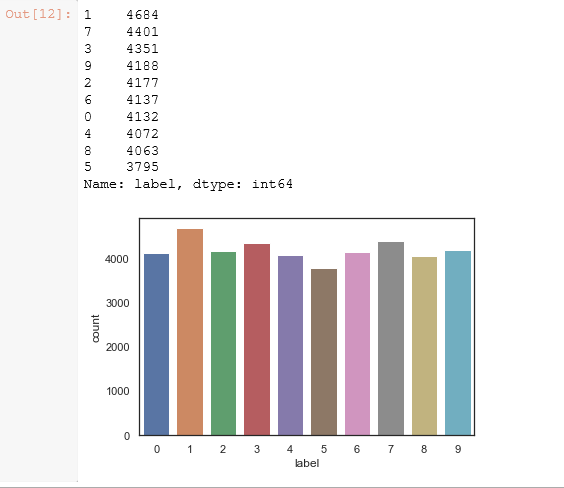 Out[12]: 1 4684
7 4401
3 4351
9 4188
2 4177
6 4137
0 4132
4 4072
8 4063
5 3795
Name: label, dtype: int64
4000
3000
count
2000
1000
0
0 1 2 3 4 5 6 7 8 9
label